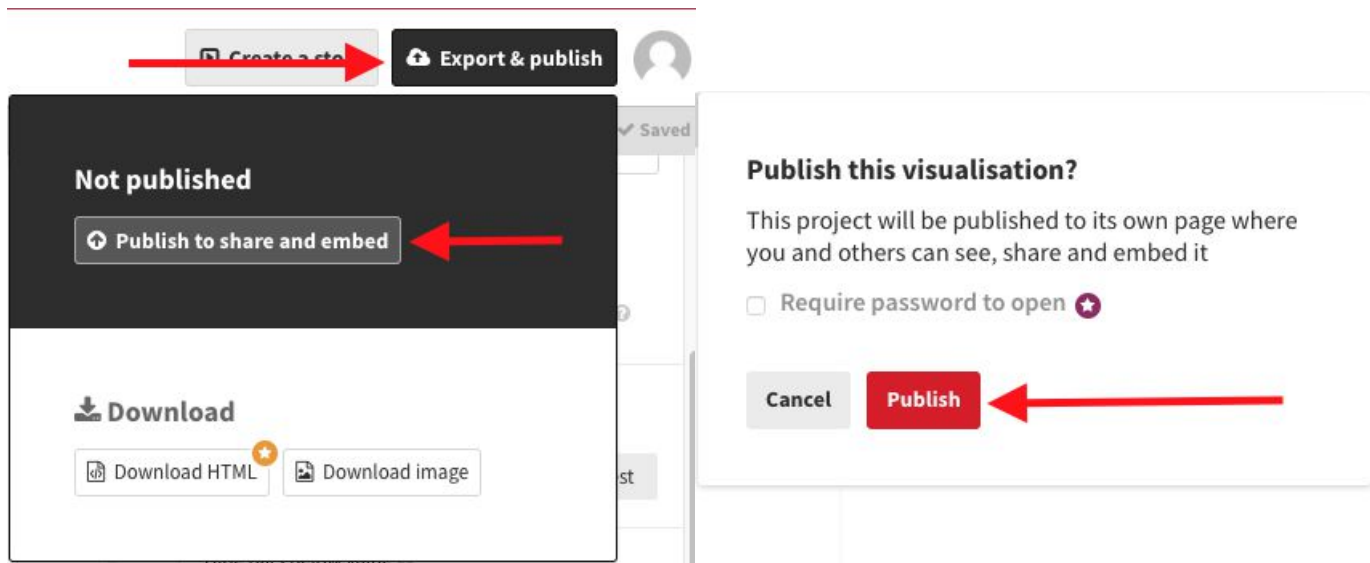 Create a sto
Export & publish
Saved
Not published
Publish to share and embed
Download
Download HTML
Download image
st
Publish this visualisation?
This project will be published to its own page where
you and others can see, share and embed it
Require password to open
Cancel
Publish